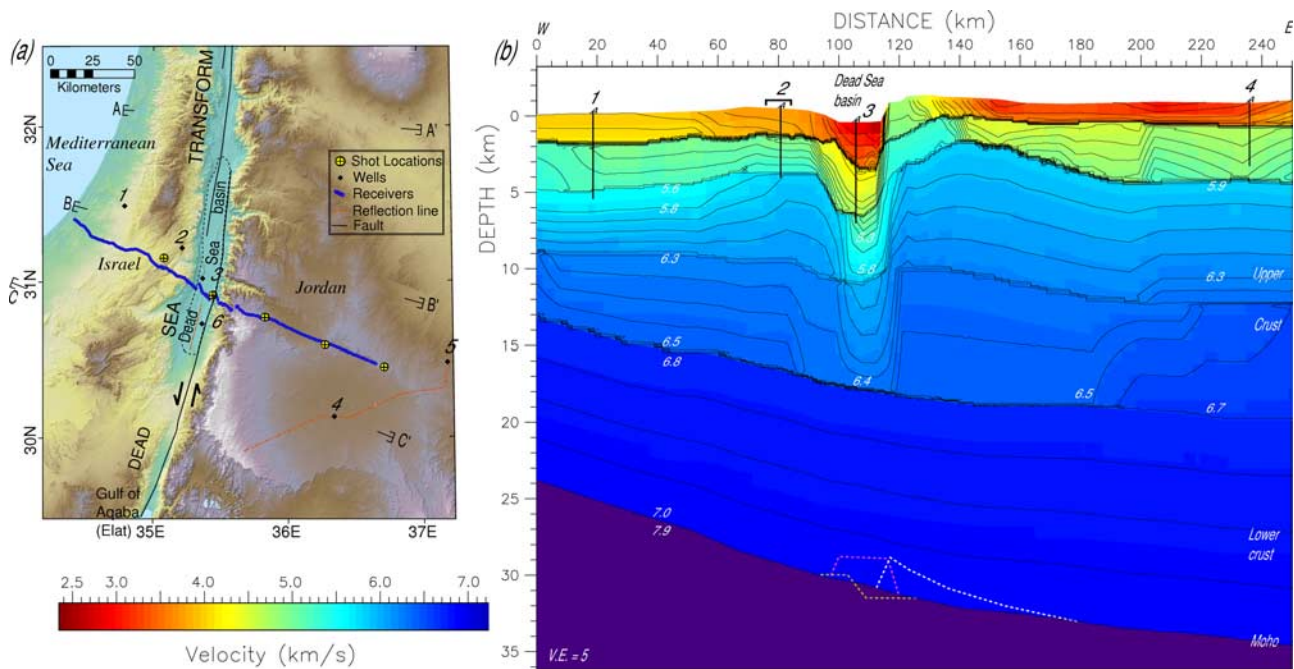 (a)
0 25 50
Kilometers
32N
31N
30N
Mediterranean
Sea
A
A'
B
B'
C'
TRANSFORM
basin
Sea
Dead
SEA
DEAD
Israel
Jordan
1
2
3
6
4
5
Shot Locations
Wells
Receivers
Reflection line
Fault
Gulf of
Aqaba
(Elat)
35E
36E
37E
2.5 3.0 4.0 5.0 6.0 7.0
Velocity (km/s)
DISTANCE (km)
(b)
W
E
0 20 40 60 80 100 120 140 160 180 200 220 240
DEPTH (km)
0
5
10
15
20
25
30
35
1
2
Dead Sea
basin
3
4
5.6
5.8
5.9
5.8
6.3
6.3
Upper
Crust
6.5
6.8
6.4
6.5
6.7
7.0
7.9
Lower
crust
Moho
V.E. = 5